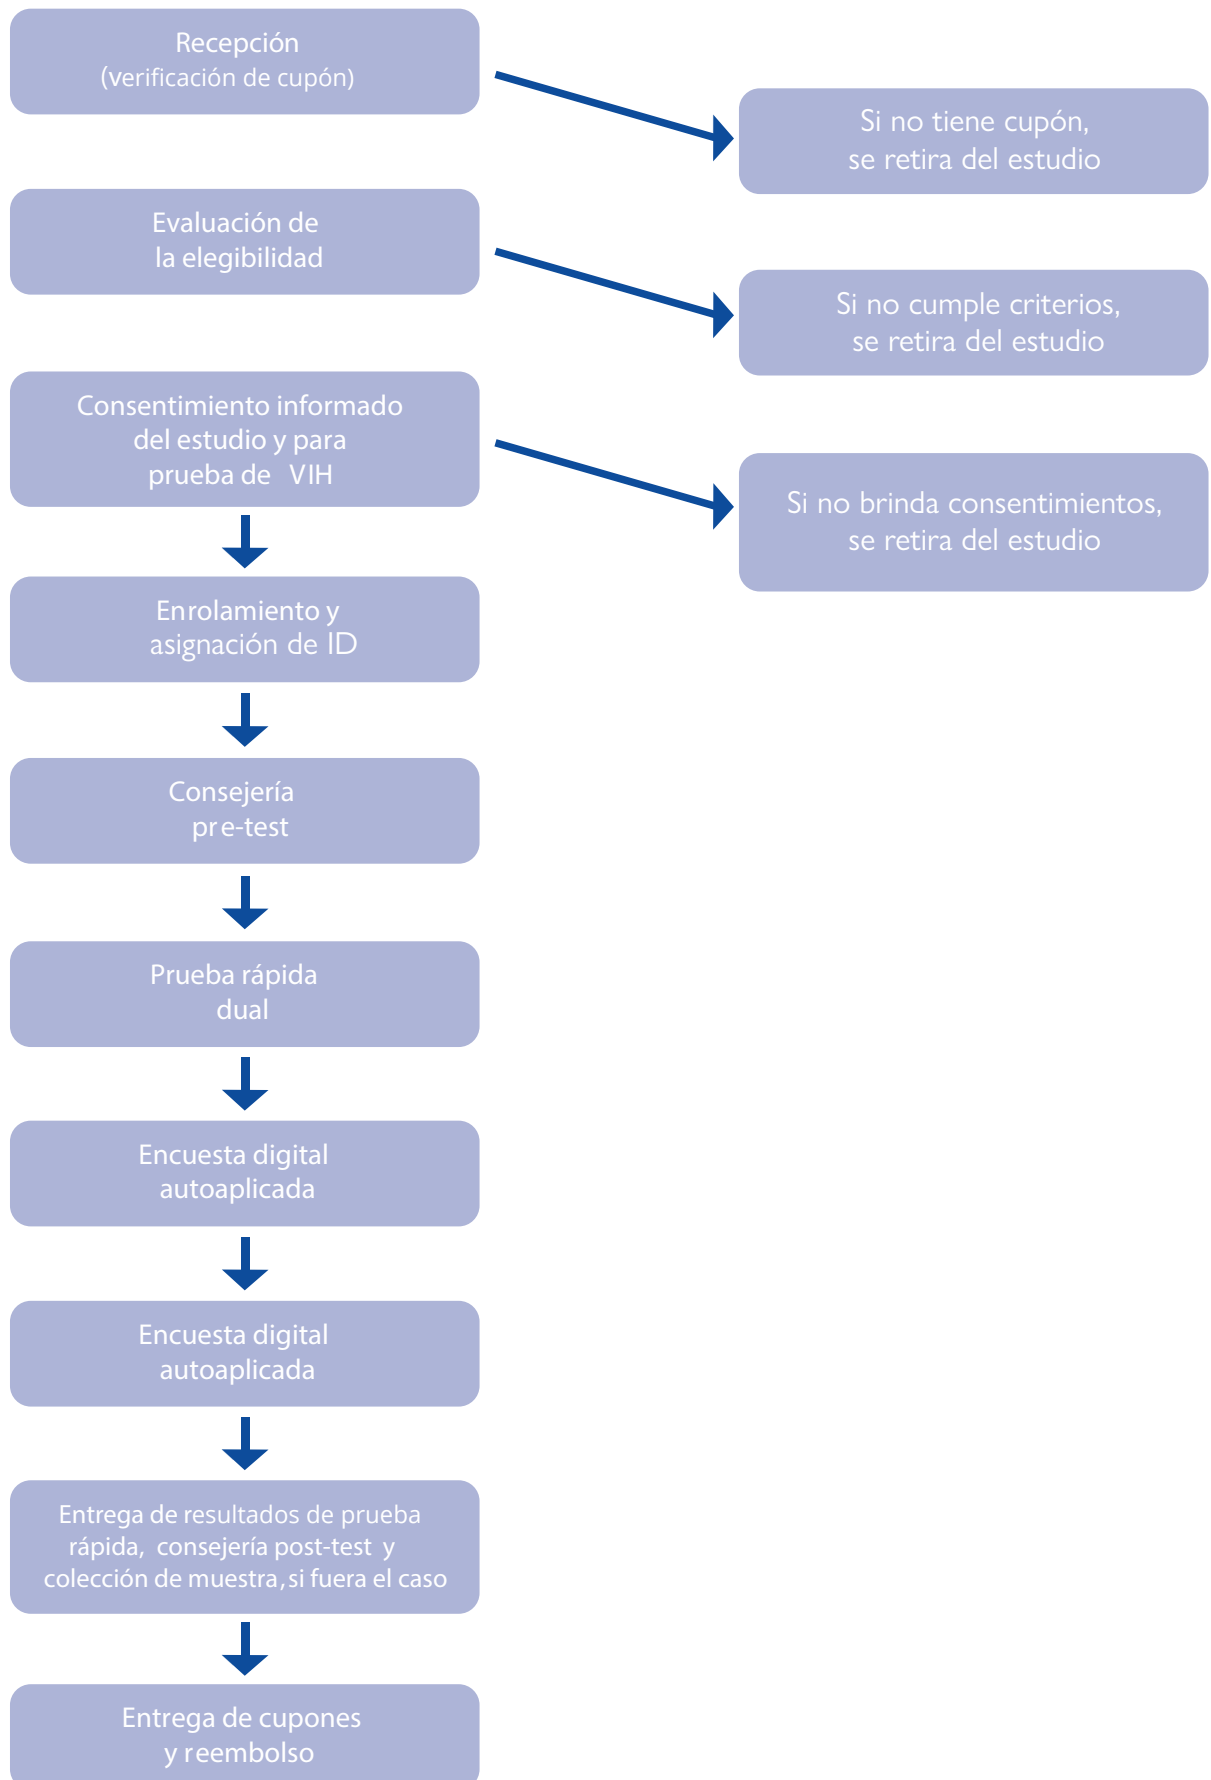 Recepción
(verificación de cupón)
Si no tiene cupón,
se retira del estudio
Evaluación de
la elegibilidad
Si no cumple criterios,
se retira del estudio
Consentimiento informado
del estudio y para
prueba de VIH
Si no brinda consentimientos,
se retira del estudio
Enrolamiento y
asignación de ID
Consejería
pre-test
Prueba rápida
dual
Encuesta digital
autoaplicada
Encuesta digital
autoaplicada
Entrega de resultados de prueba
rápida, consejería post-test y
colección de muestra, si fuera el caso
Entrega de cupones
y reembolso